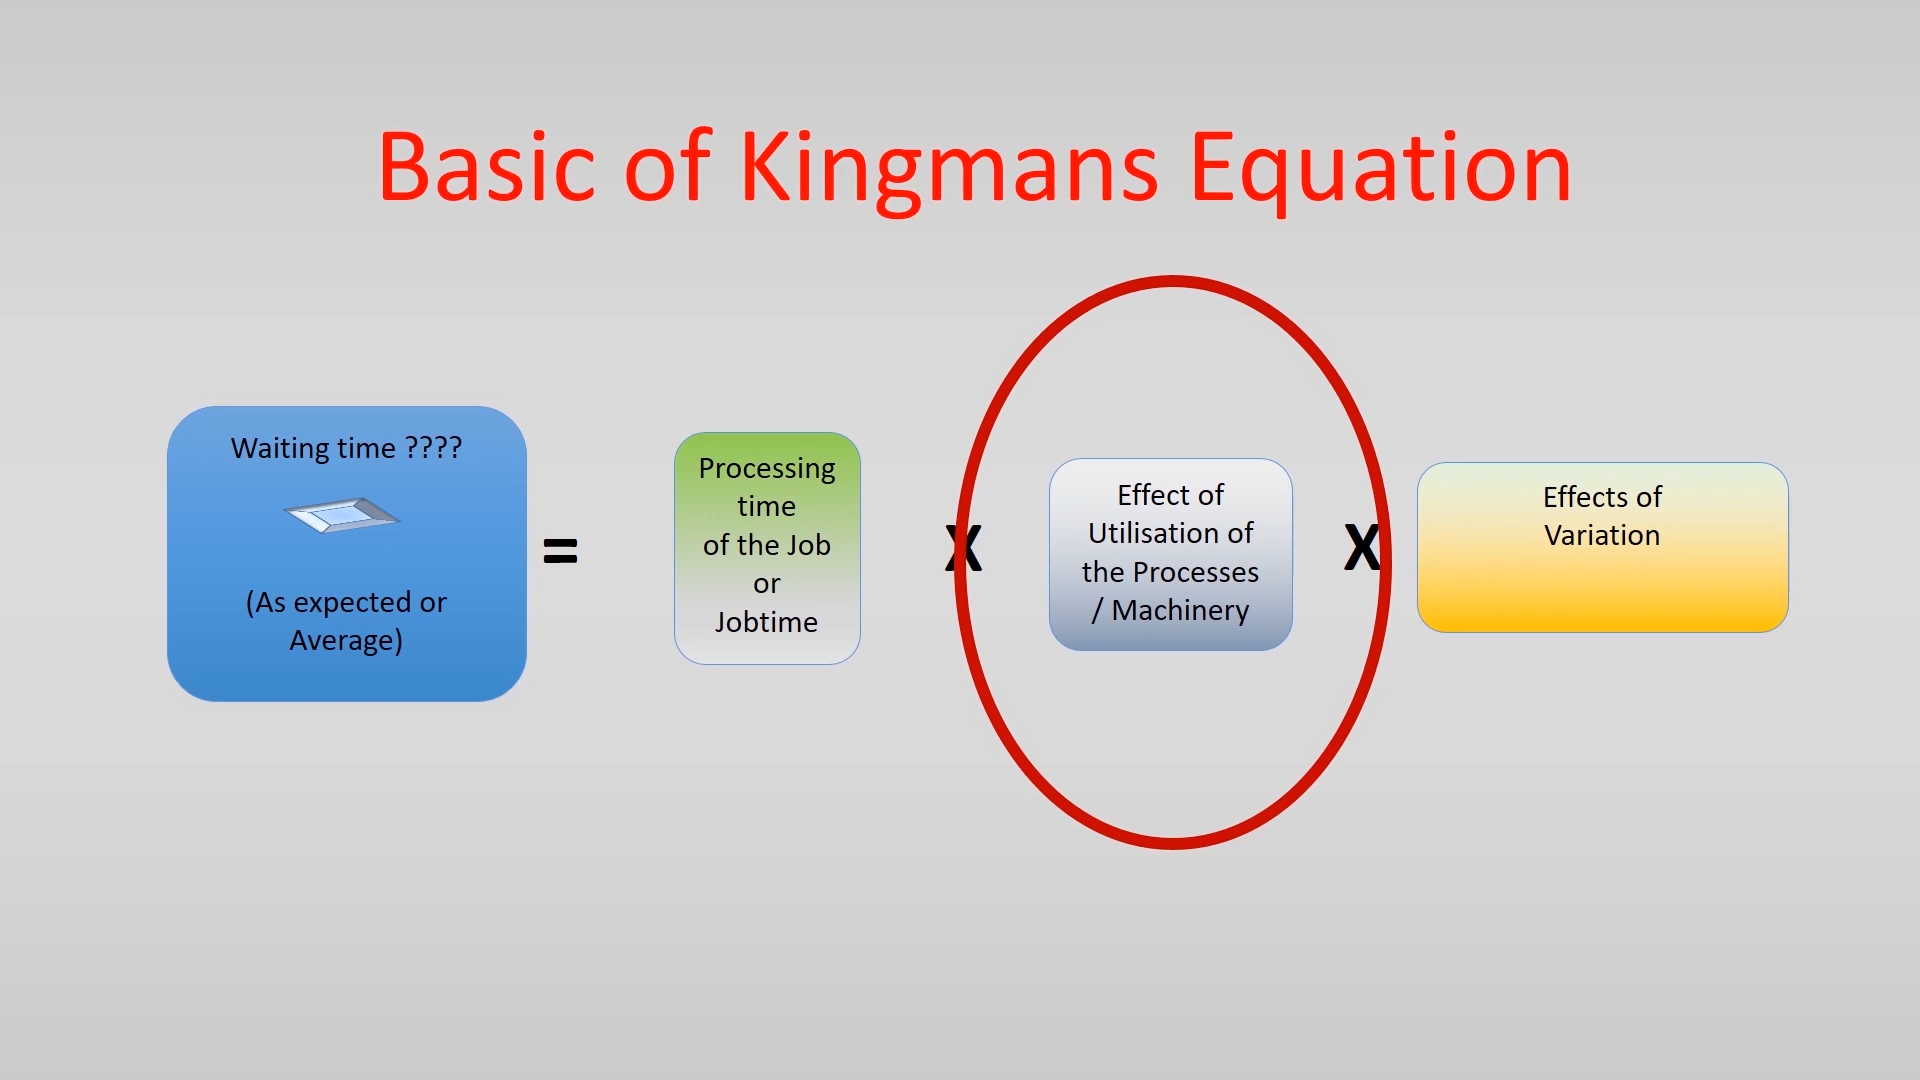 Basic of Kingmans Equation
Waiting time ????
(As expected or
Average)
=
Processing
time
of the Job
or
Jobtime
X
Effect of
Utilisation of
the Processes
/ Machinery
X
Effects of
Variation